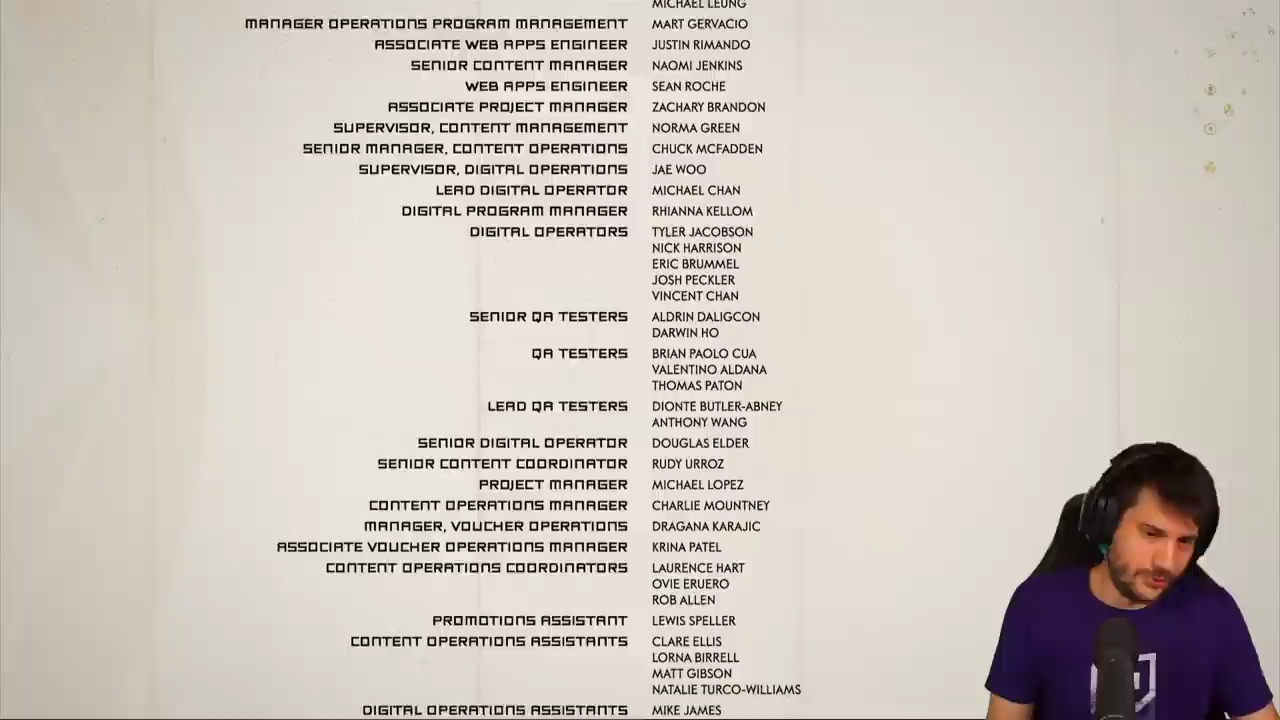 MICHAEL LEUNG
MANAGER OPERATIONS PROGRAM MANAGEMENT MART GERVACIO
ASSOCIATE WEB APPS ENGINEER JUSTIN RIMANDO
SENIOR CONTENT MANAGER NAOMI JENKINS
WEB APPS ENGINEER SEAN ROCHE
ASSOCIATE PROJECT MANAGER ZACHARY BRANDON
SUPERVISOR, CONTENT MANAGEMENT NORMA GREEN
SENIOR MANAGER, CONTENT OPERATIONS CHUCK MCFADDEN
SUPERVISOR, DIGITAL OPERATIONS JAE WOO
LEAD DIGITAL OPERATOR MICHAEL CHAN
DIGITAL PROGRAM MANAGER RHIANNA KELLOM
DIGITAL OPERATORS TYLER JACOBSON
NICK HARRISON
ERIC BRUMMEL
JOSH PECKLER
VINCENT CHAN
SENIOR QA TESTERS ALDRIN DALIGCON
DARWIN HO
QA TESTERS BRIAN PAOLO CUA
VALENTINO ALDANA
THOMAS PATON
LEAD QA TESTERS DIONTE BUTLER-ABNEY
ANTHONY WANG
SENIOR DIGITAL OPERATOR DOUGLAS ELDER
SENIOR CONTENT COORDINATOR RUDY URROZ
PROJECT MANAGER MICHAEL LOPEZ
CONTENT OPERATIONS MANAGER CHARLIE MOUNTNEY
MANAGER, VOUCHER OPERATIONS DRAGANA KARAJIC
ASSOCIATE VOUCHER OPERATIONS MANAGER KRINA PATEL
CONTENT OPERATIONS COORDINATORS LAURENCE HART
OVIE ERUERO
ROB ALLEN
PROMOTIONS ASSISTANT LEWIS SPELLER
CONTENT OPERATIONS ASSISTANTS CLARE ELLIS
LORNA BIRRELL
MATT GIBSON
NATALIE TURCO-WILLIAMS
DIGITAL OPERATIONS ASSISTANTS MIKE JAMES